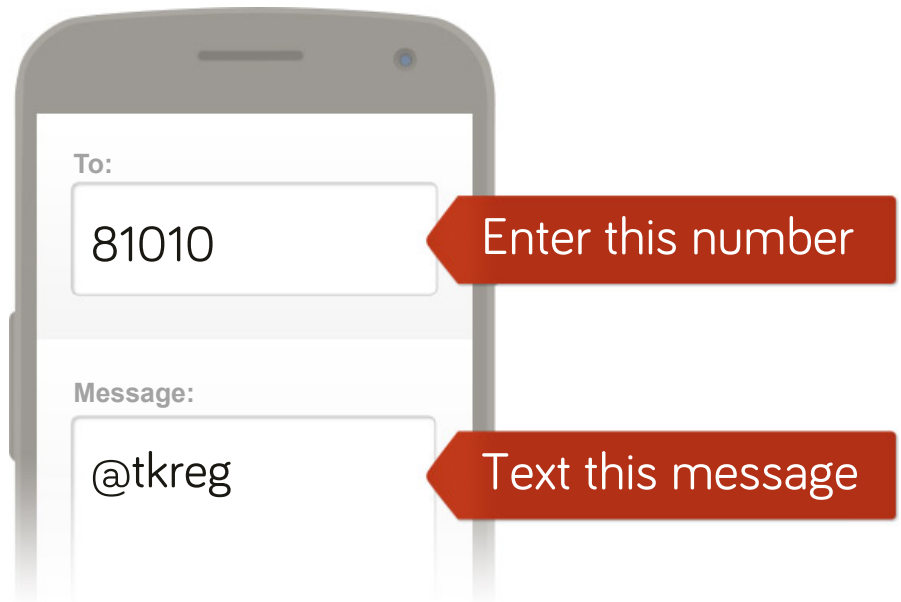 To:
81010
Enter this number
Message:
@tkreg
Text this message